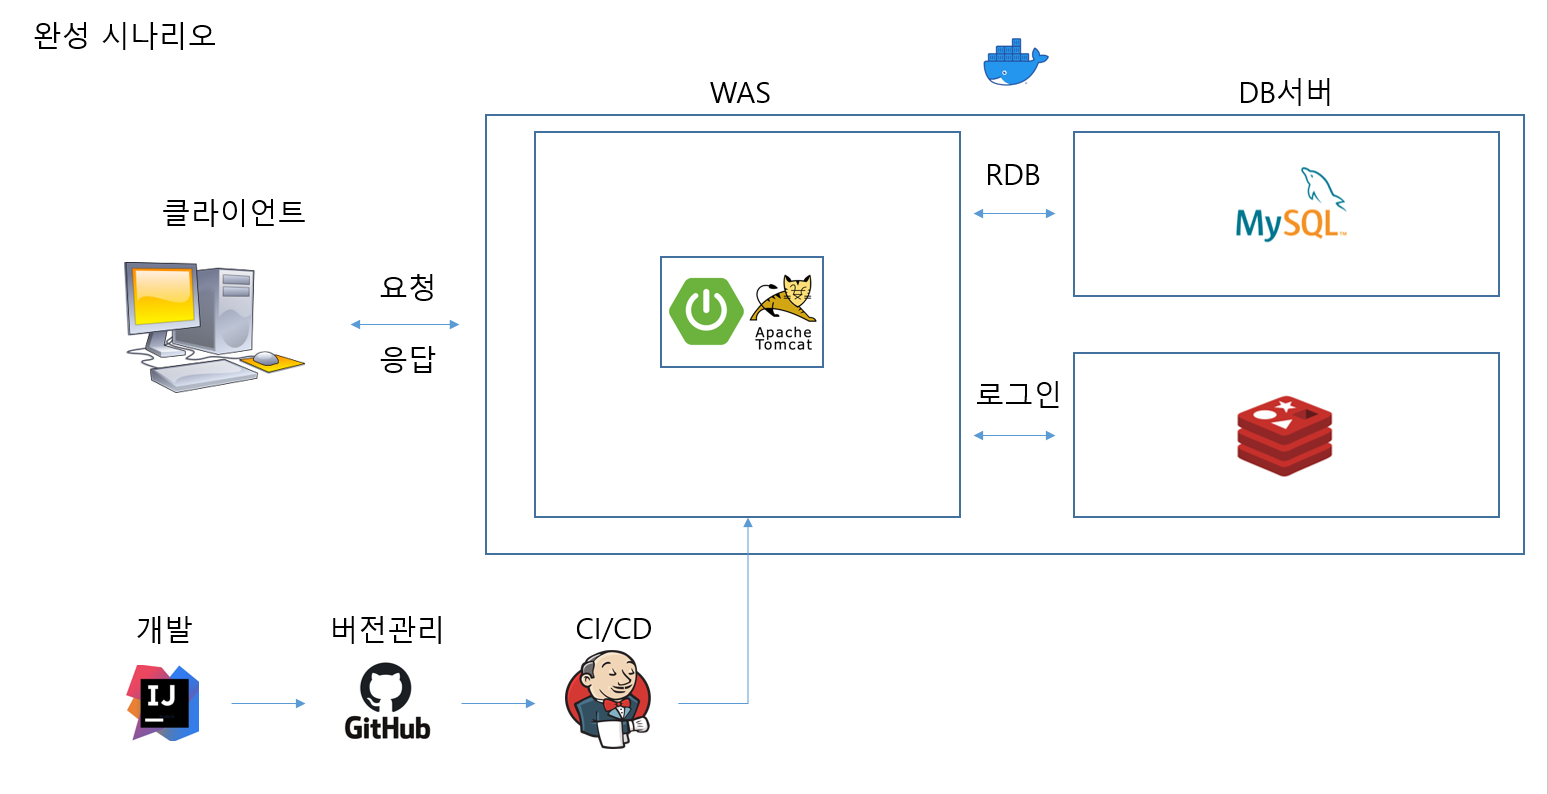 완성 시나리오
WAS
DB서버
클라이언트
요청
응답
Apache
Tomcat
RDB
MySQL™
로그인
개발
버전관리
CI/CD
IJ
GitHub